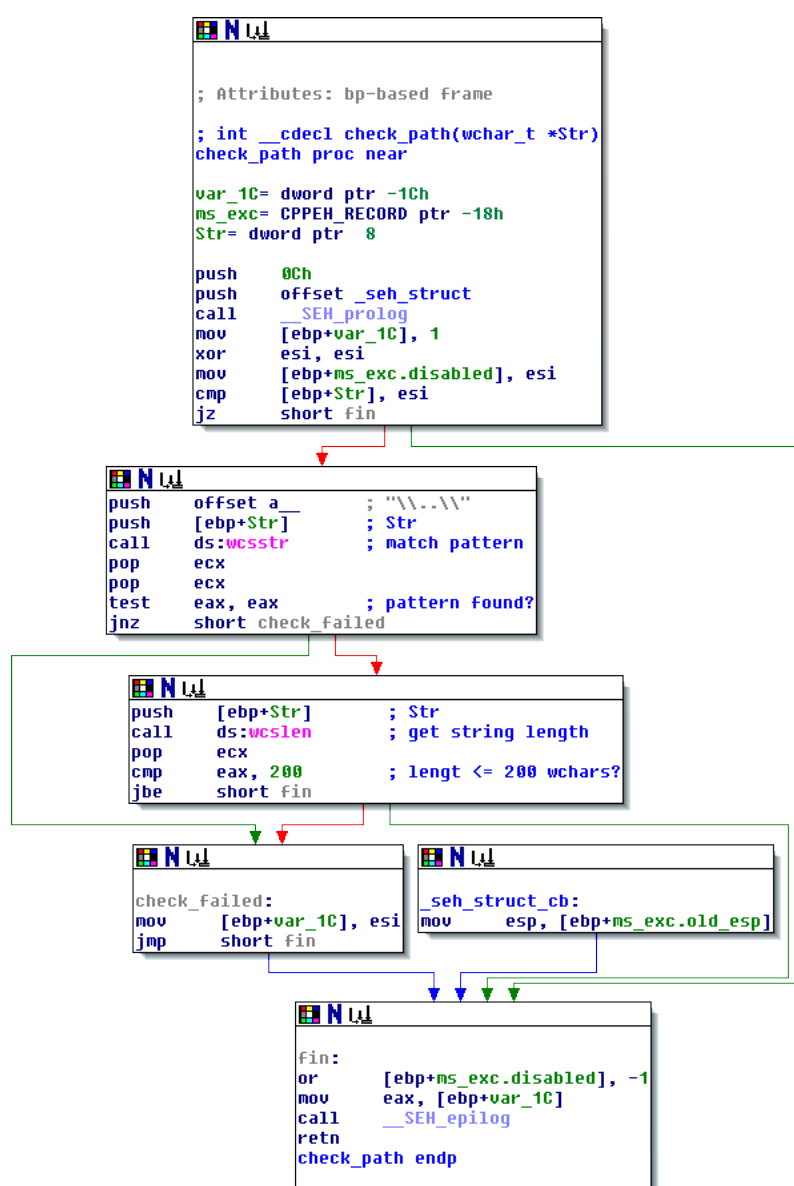 ; Attributes: bp-based frame
; int __cdecl check_path(wchar_t *Str)
check_path proc near
var_1C= dword ptr -1Ch
ms_exc= CPPEH_RECORD ptr -18h
Str= dword ptr  8
push    0Ch
push    offset _seh_struct
call    __SEH_prolog
mov     [ebp+var_1C], 1
xor     esi, esi
mov     [ebp+ms_exc.disabled], esi
cmp     [ebp+Str], esi
jz      short fin
push    offset a__      ; "\\..\\"
push    [ebp+Str]       ; Str
call    ds:wcsstr       ; match pattern
pop     ecx
pop     ecx
test    eax, eax        ; pattern found?
jnz     short check_failed
push    [ebp+Str]       ; Str
call    ds:wcslen       ; get string length
pop     ecx
cmp     eax, 200        ; lengt <= 200 wchars?
jbe     short fin
check_failed:
mov     [ebp+var_1C], esi
jmp     short fin
_seh_struct_cb:
mov     esp, [ebp+ms_exc.old_esp]
fin:
or      [ebp+ms_exc.disabled], -1
mov     eax, [ebp+var_1C]
call    __SEH_epilog
retn
check_path endp